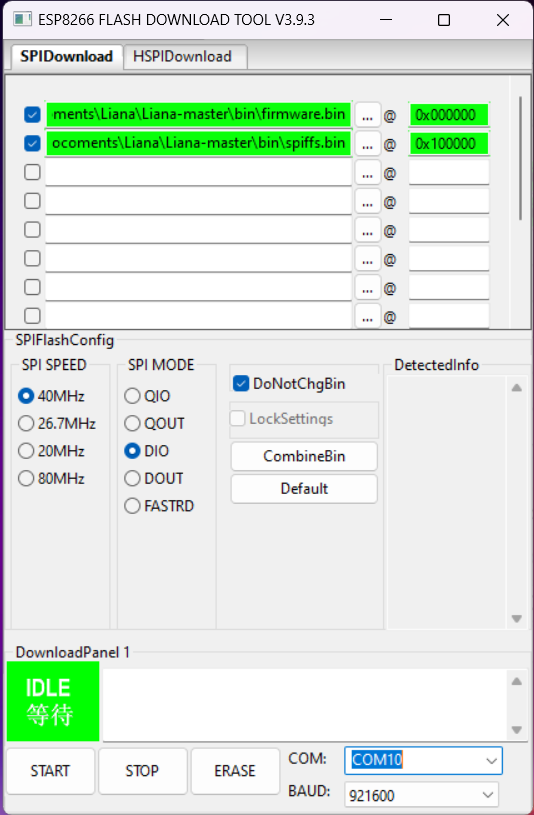 ESP8266 FLASH DOWNLOAD TOOL V3.9.3
SPIDownload HSPIDownload
ments\Liana\Liana-master\bin\firmware.bin ... @ 0x000000
ocoments\Liana\Liana-master\bin\spiffs.bin ... @ 0x100000
... @
... @
... @
... @
... @
... @
SPIFlashConfig
SPI SPEED
40MHz
26.7MHz
20MHz
80MHz
SPI MODE
QIO
QOUT
DIO
DOUT
FASTRD
DoNotChgBin
LockSettings
CombineBin
Default
DetectedInfo
DownloadPanel 1
IDLE
等待
START STOP ERASE
COM: COM10
BAUD: 921600